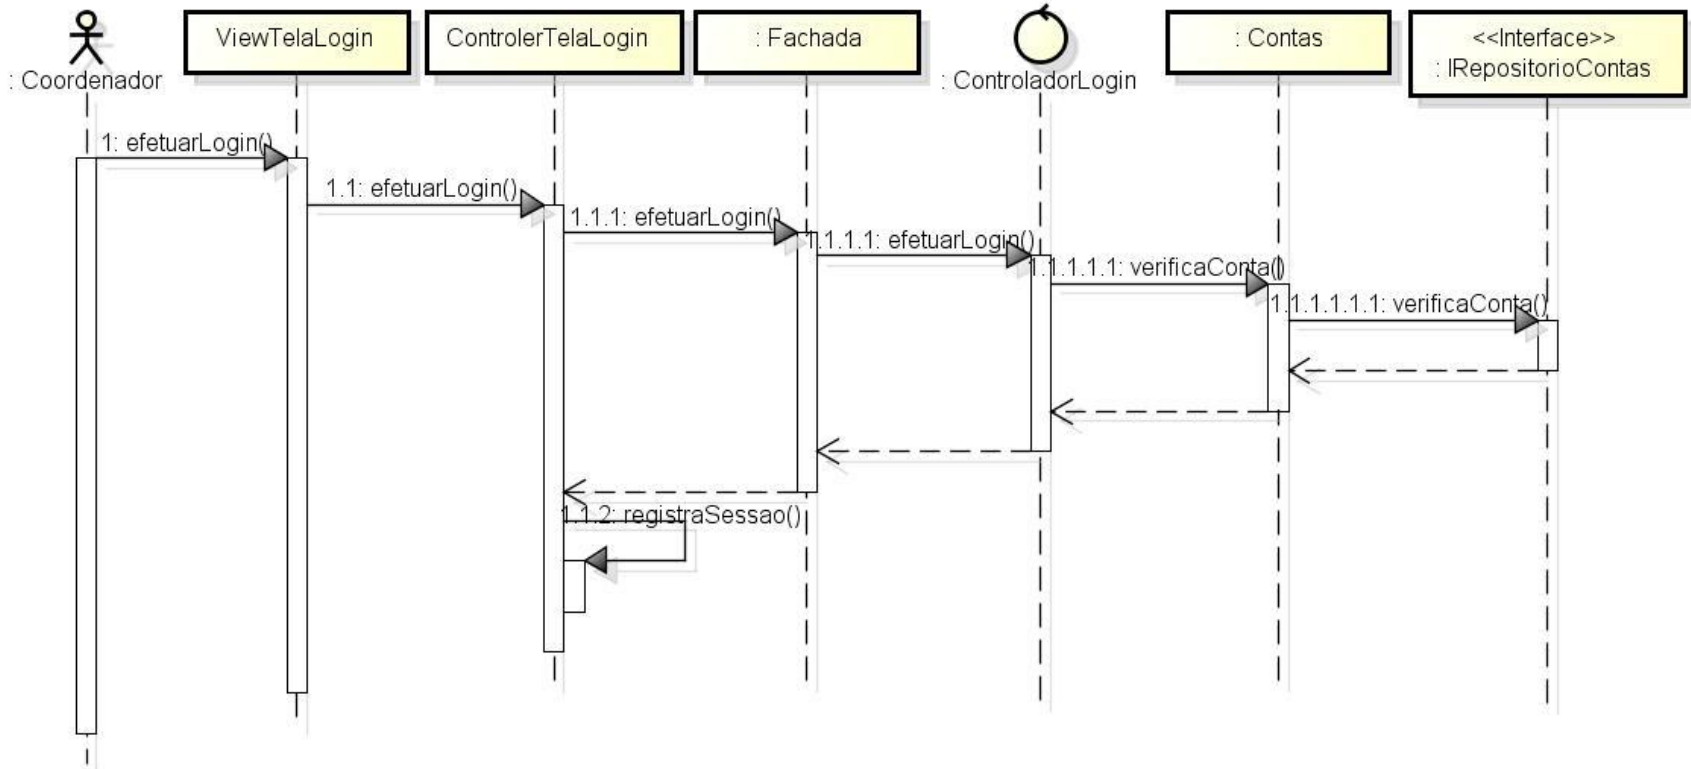 ViewTelaLogin
ControlerTelaLogin
: Fachada
: Contas
<<Interface>>
: IRepositorioContas
: Coordenador
: ControladorLogin
1: efetuarLogin()
1.1: efetuarLogin()
1.1.1: efetuarLogin()
1.1.1.1: efetuarLogin()
1.1.1.1.1: verificaConta()
1.1.1.1.1.1: verificaConta()
1.1.2: registraSessao()